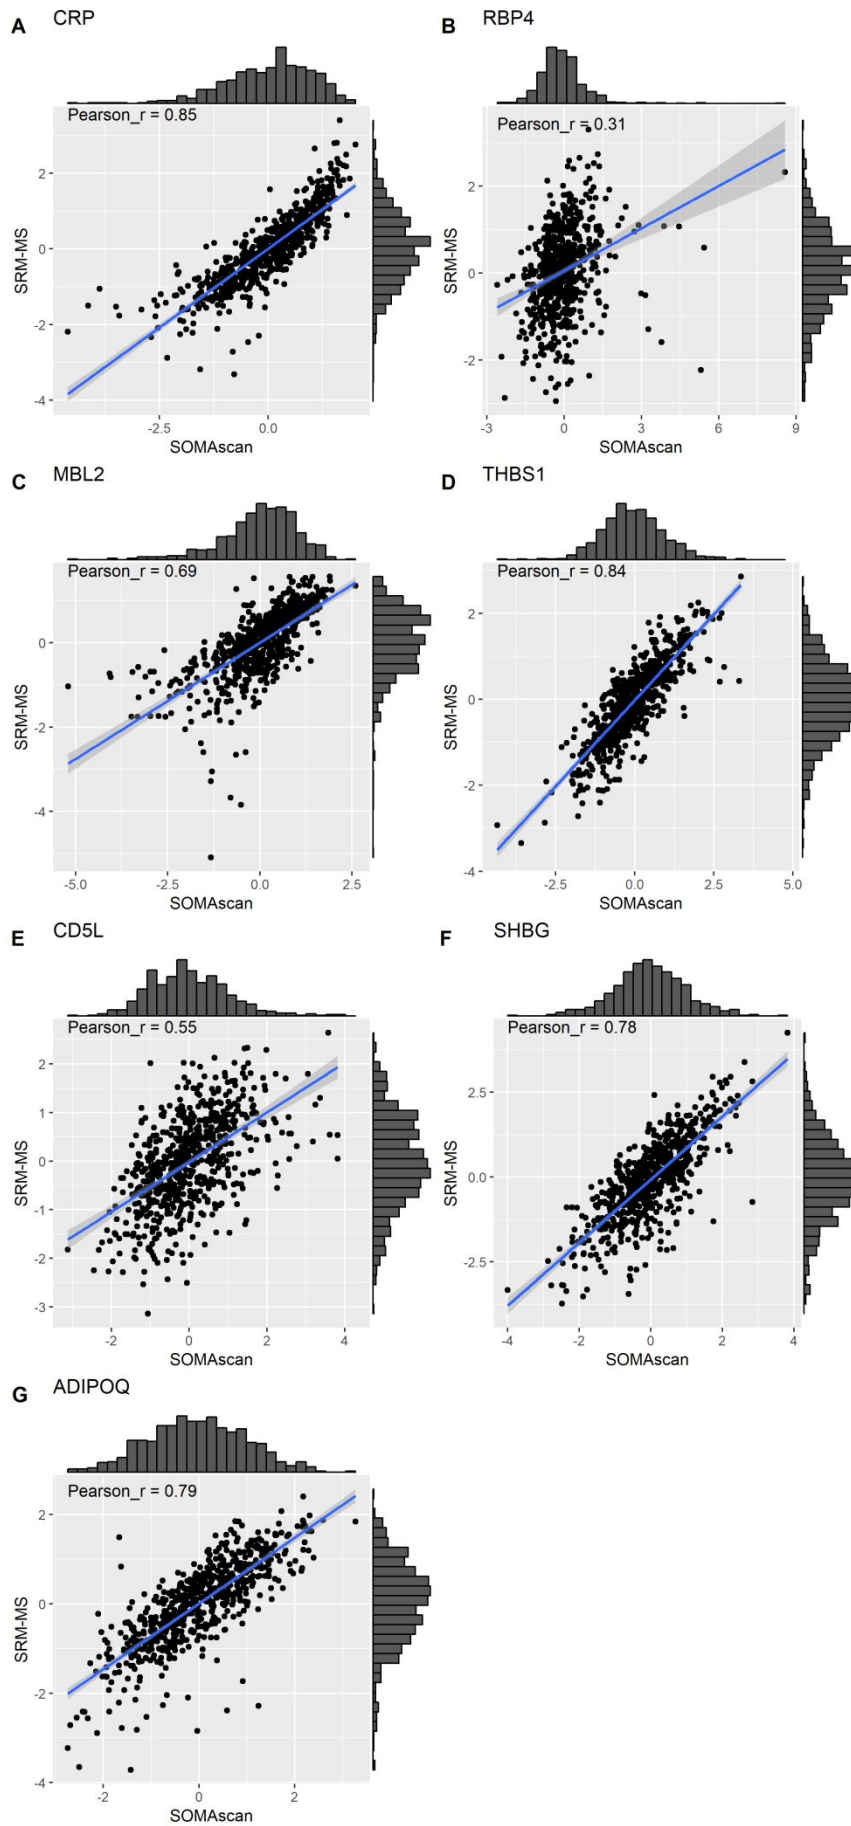 A CRP
Pearson_r = 0.85
SRM-MS
2
0
-2
-4
-2.5 0.0
SOMAscan
B RBP4
Pearson_r = 0.31
SRM-MS
2
0
-2
-3 0 3 6 9
SOMAscan
C MBL2
Pearson_r = 0.69
SRM-MS
0
-2
-4
-5.0 -2.5 0.0 2.5
SOMAscan
D THBS1
Pearson_r = 0.84
SRM-MS
2
0
-2
-4
-2.5 0.0 2.5 5.0
SOMAscan
E CD5L
Pearson_r = 0.55
SRM-MS
2
1
0
-1
-2
-3
-2 0 2 4
SOMAscan
F SHBG
Pearson_r = 0.78
SRM-MS
2.5
0.0
-2.5
-4 -2 0 2 4
SOMAscan
G ADIPOQ
Pearson_r = 0.79
SRM-MS
2
0
-2
-4
-2 0 2
SOMAscan